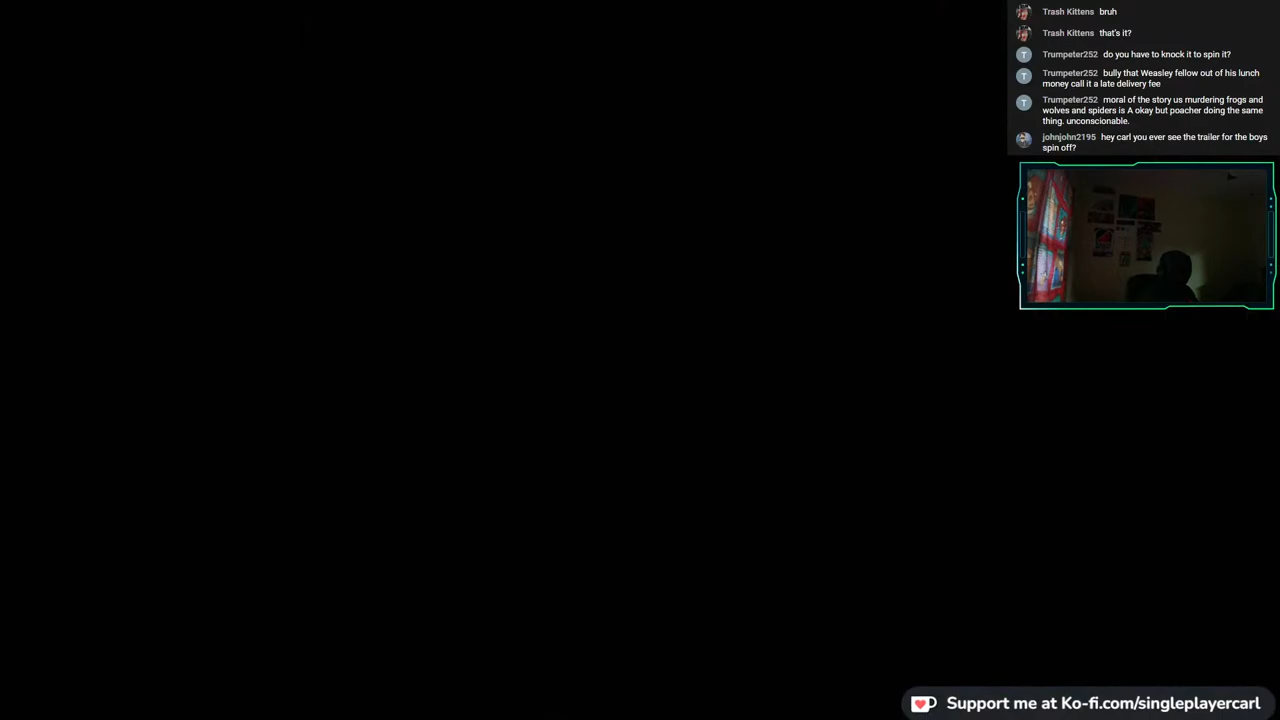 Trash Kittens bruh
Trash Kittens that's it?
T Trumpeter252 do you have to knock it to spin it?
T Trumpeter252 bully that Weasley fellow out of his lunch
money call it a late delivery fee
T Trumpeter252 moral of the story us murdering frogs and
wolves and spiders is A okay but poacher doing the same
thing. unconscionable.
johnjohn2195 hey carl you ever see the trailer for the boys
spin off?
Support me at Ko-fi.com/singleplayercarl